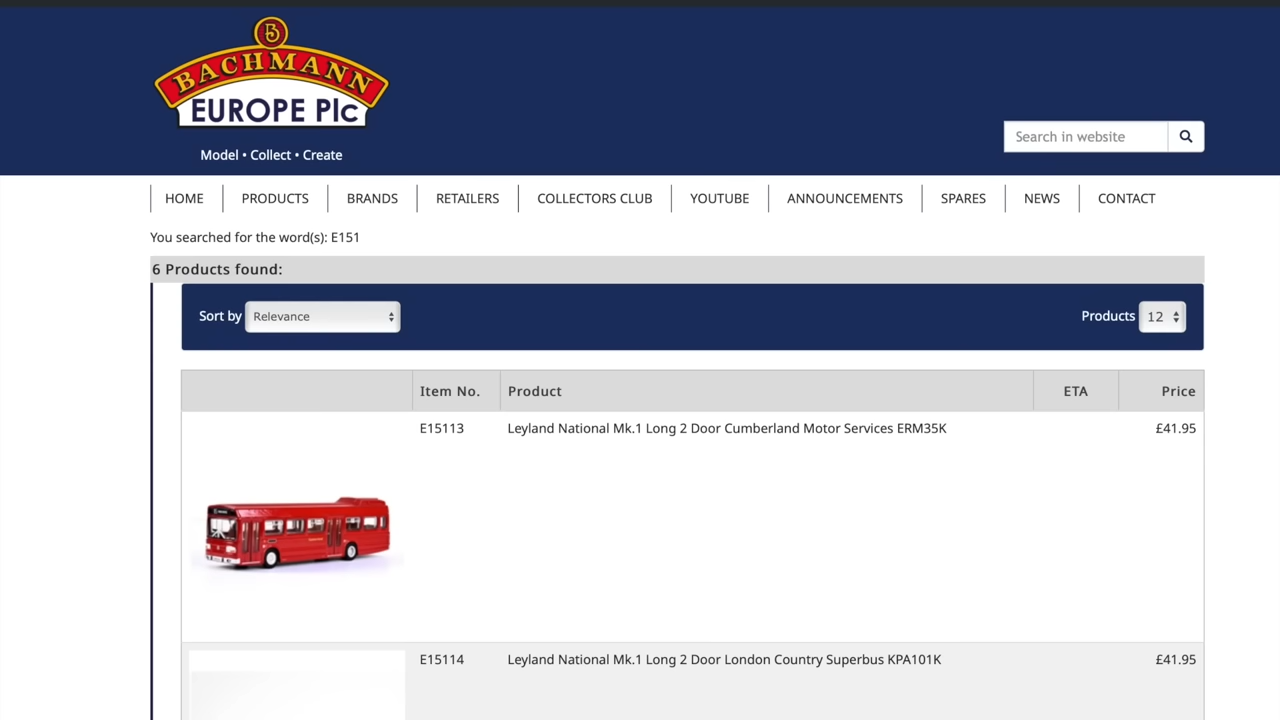 B
BACHMANN
EUROPE Plc
Model • Collect • Create
Search in website
HOME PRODUCTS BRANDS RETAILERS COLLECTORS CLUB YOUTUBE ANNOUNCEMENTS SPARES NEWS CONTACT
You searched for the word(s): E151
6 Products found:
Sort by Relevance Products 12
Item No. Product ETA Price
E15113 Leyland National Mk.1 Long 2 Door Cumberland Motor Services ERM35K £41.95
E15114 Leyland National Mk.1 Long 2 Door London Country Superbus KPA101K £41.95